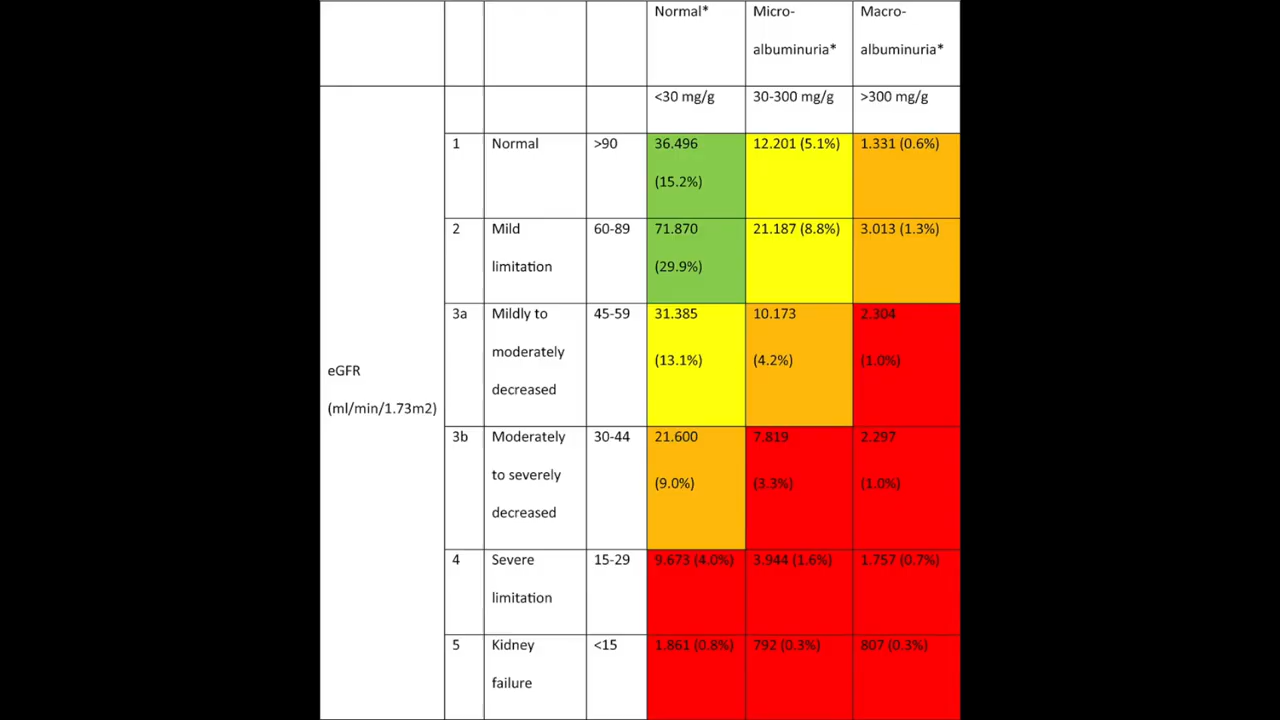 Normal*
Micro-
albuminuria*
Macro-
albuminuria*
<30 mg/g
30-300 mg/g
>300 mg/g
eGFR
(ml/min/1.73m2)
1
Normal
>90
36.496
(15.2%)
12.201 (5.1%)
1.331 (0.6%)
2
Mild
limitation
60-89
71.870
(29.9%)
21.187 (8.8%)
3.013 (1.3%)
3a
Mildly to
moderately
decreased
45-59
31.385
(13.1%)
10.173
(4.2%)
2.304
(1.0%)
3b
Moderately
to severely
decreased
30-44
21.600
(9.0%)
7.819
(3.3%)
2.297
(1.0%)
4
Severe
limitation
15-29
9.673 (4.0%)
3.944 (1.6%)
1.757 (0.7%)
5
Kidney
failure
<15
1.861 (0.8%)
792 (0.3%)
807 (0.3%)